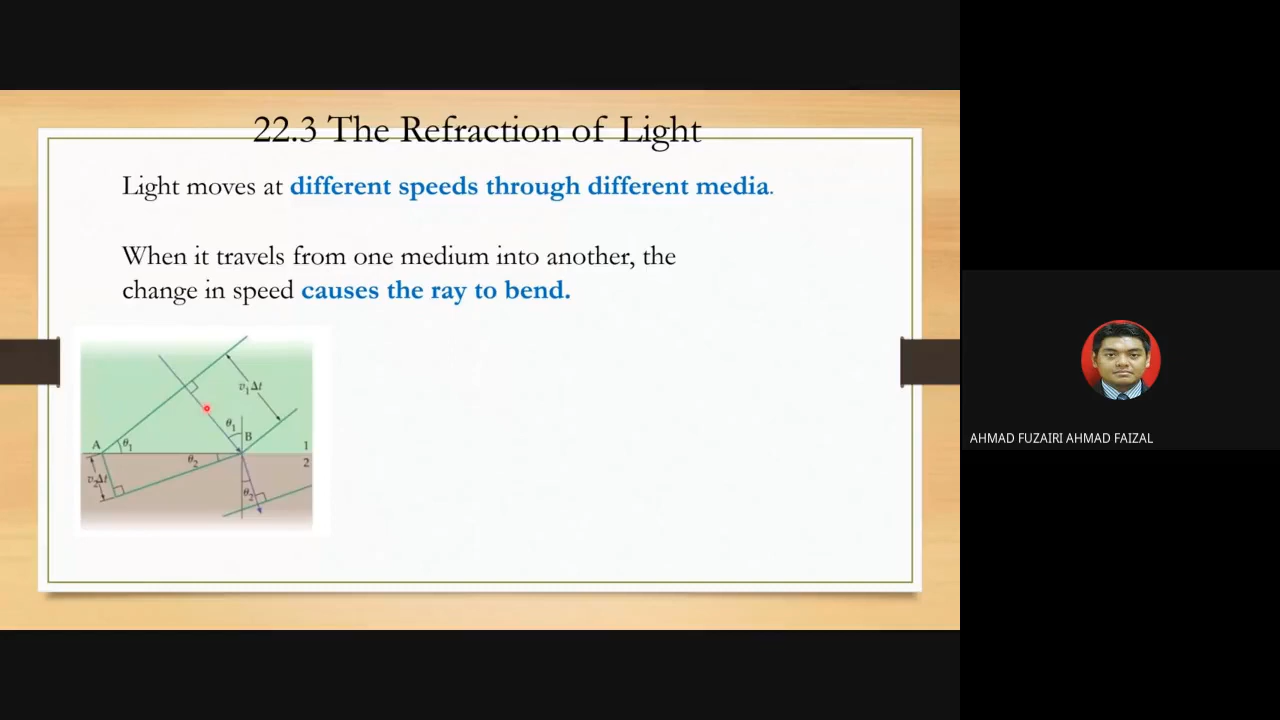 22.3 The Refraction of Light
Light moves at different speeds through different media.
When it travels from one medium into another, the
change in speed causes the ray to bend.
v₁Δt
θ₁
B
A
θ₁
1
θ₂
2
v₂Δt
θ₂
AHMAD FUZAIRI AHMAD FAIZAL